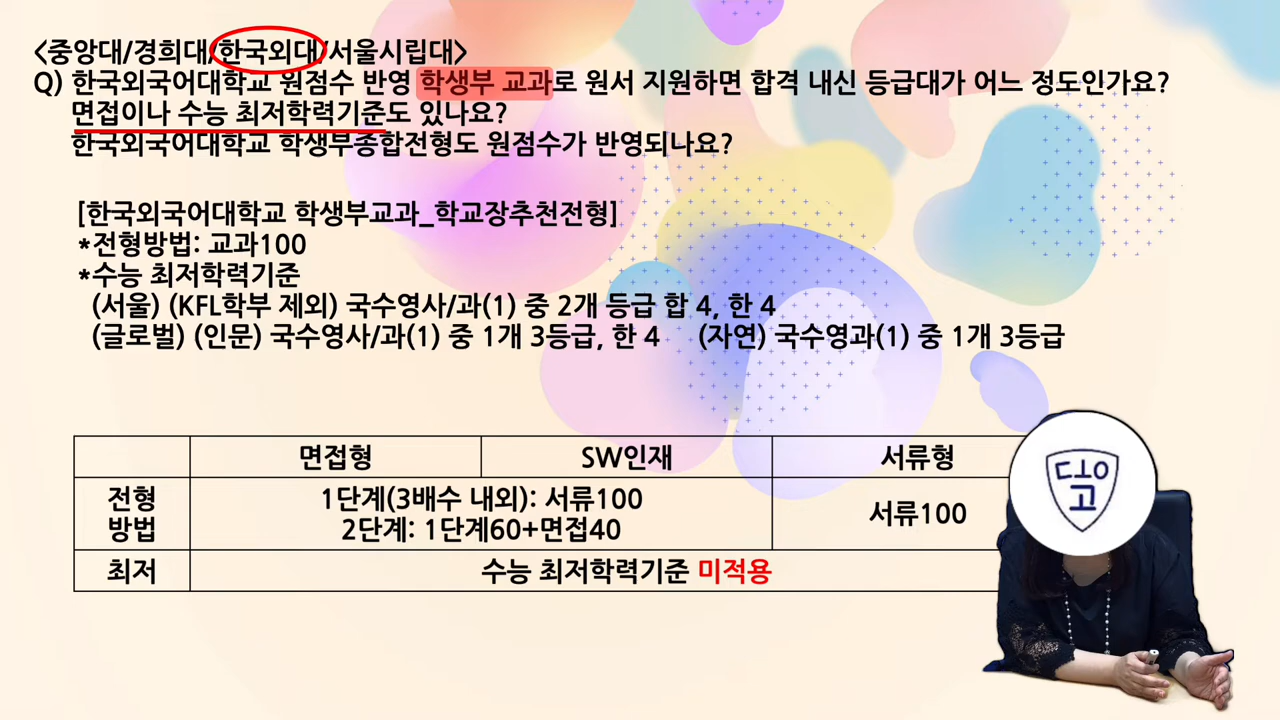 <중앙대/경희대/한국외대/서울시립대>
Q) 한국외국어대학교 원점수 반영 학생부 교과로 원서 지원하면 합격 내신 등급대가 어느 정도인가요?
면접이나 수능 최저학력기준도 있나요?
한국외국어대학교 학생부종합전형도 원점수가 반영되나요?
[한국외국어대학교 학생부교과_학교장추천전형]
*전형방법: 교과100
*수능 최저학력기준
(서울) (KFL학부 제외) 국수영사/과(1) 중 2개 등급 합 4, 한 4
(글로벌) (인문) 국수영사/과(1) 중 1개 3등급, 한 4 (자연) 국수영과(1) 중 1개 3등급
면접형 SW인재 서류형
전형 방법 1단계(3배수 내외): 서류100
2단계: 1단계60+면접40
서류100
최저 수능 최저학력기준 미적용
고